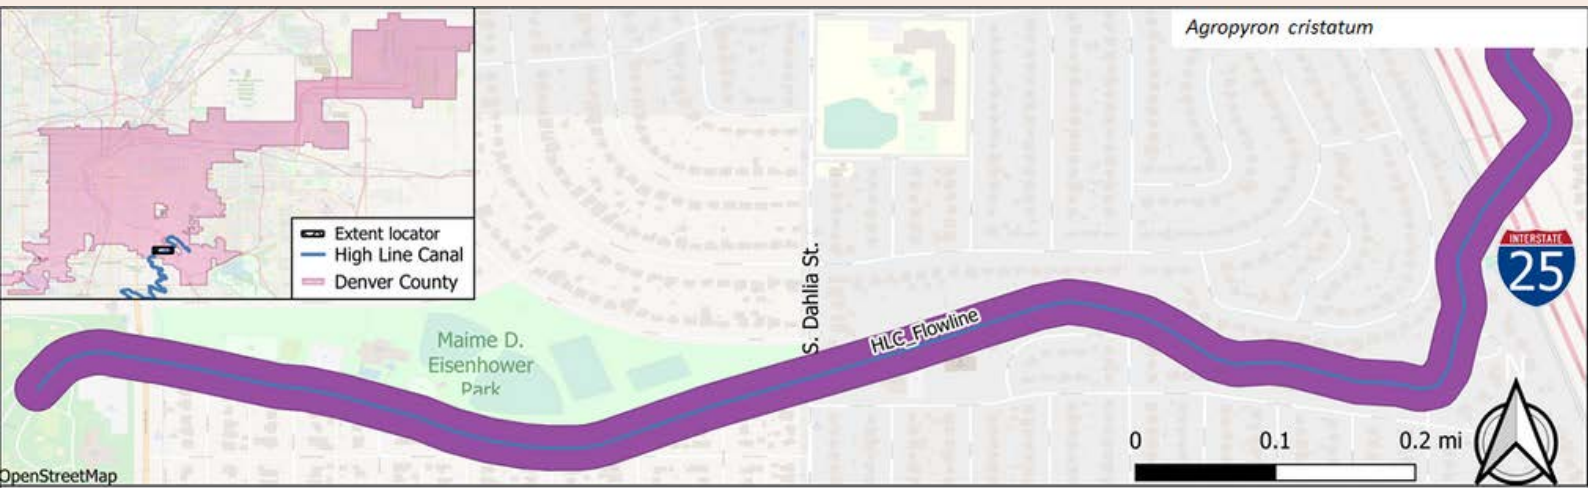 Agropyron cristatum
Extent locator
High Line Canal
Denver County
S. Dahlia St.
INTERSTATE
25
HLC_Flowline
Maime D.
Eisenhower
Park
0 0.1 0.2 mi
OpenStreetMap